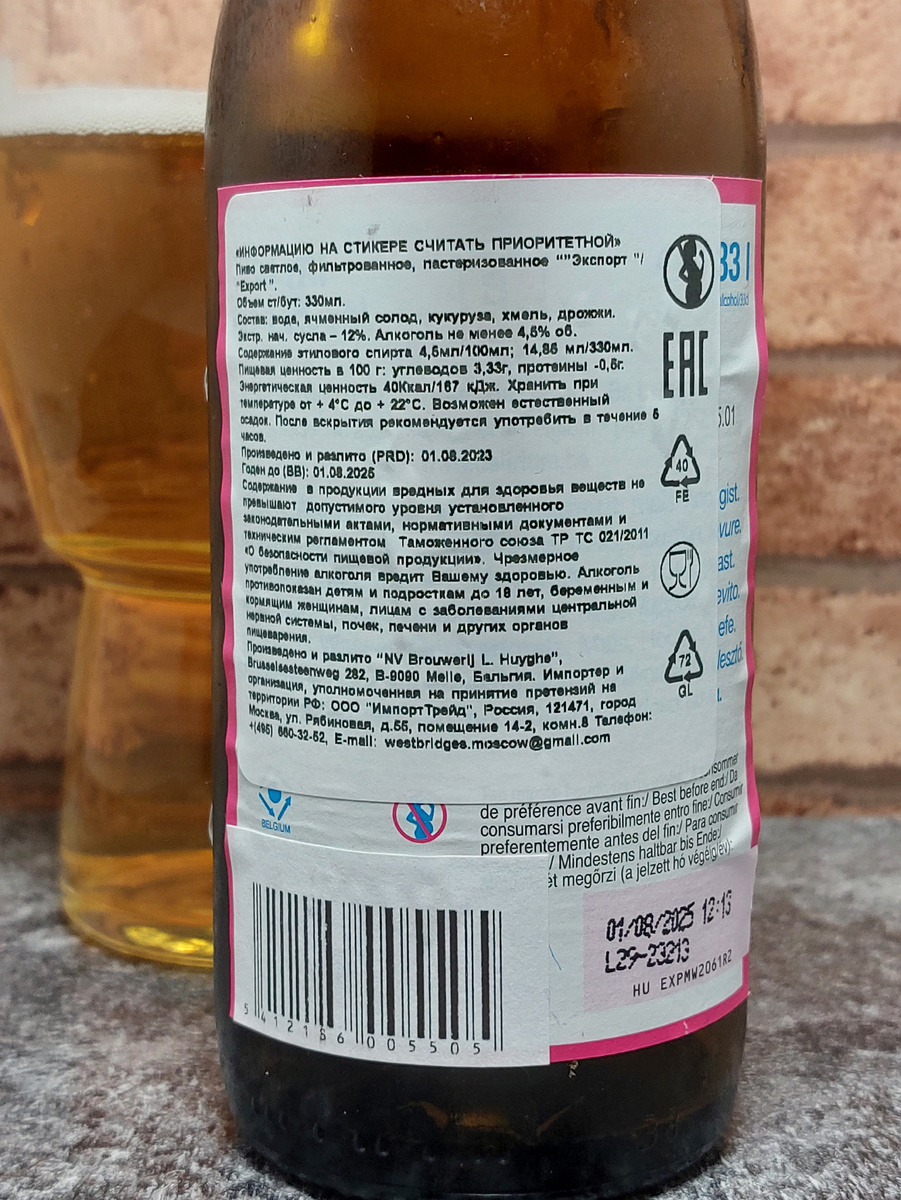 «ИНФОРМАЦИЮ НА СТИКЕРЕ СЧИТАТЬ ПРИОРИТЕТНОЙ»
Пиво светлое, фильтрованное, пастеризованное ""Экспорт "/
"Export ".
Объем ст/бут: 330мл.
Состав: вода, ячменный солод, кукуруза, хмель, дрожжи.
Экстр. нач. сусла – 12%. Алкоголь не менее 4,5% об.
Содержание этилового спирта 4,5мл/100мл; 14,85 мл/330мл.
Пищевая ценность в 100 г: углеводов 3,33г, протеины -0,5г.
Энергетическая ценность 40Ккал/167 кДж. Хранить при
температуре от + 4°C до + 22°C. Возможен естественный
осадок. После вскрытия рекомендуется употребить в течение 6
часов.
Произведено и разлито (PRD): 01.08.2023
Годен до (BB): 01.08.2025
Содержание в продукции вредных для здоровья веществ не
превышают допустимого уровня установленного
законодательными актами, нормативными документами и
техническим регламентом Таможенного союза ТР ТС 021/2011
«О безопасности пищевой продукции». Чрезмерное
употребление алкоголя вредит Вашему здоровью. Алкоголь
противопоказан детям и подросткам до 18 лет, беременным и
кормящим женщинам, лицам с заболеваниями центральной
нервной системы, почек, печени и других органов
пищеварения.
Произведено и разлито "NV Brouwerij L. Huyghe",
Brusselsesteenweg 282, B-9090 Melle, Бельгия. Импортер и
организация, уполномоченная на принятие претензий на
территории РФ: ООО "ИмпортТрейд", Россия, 121471, город
Москва, ул. Рябиновая, д.55, помещение 14-2, комн.8 Телефон:
+(495) 660-32-52, E-mail: westbridges.moscow@gmail.com
33 l
alcohol/33cl
EAC
5.01
40
FE
72
GL
BELGIUM
de préférence avant fin:/ Best before end:/ Da
consumarsi preferibilmente entro fine:/ Consumir
preferentemente antes del fin:/ Para consumir
/ Mindestens haltbar bis Ende:/
megőrzi (a jelzett hó végéig/
01/08/2025 12:13
L29-23213
HU EXPMW2061R2
5 412186 005505